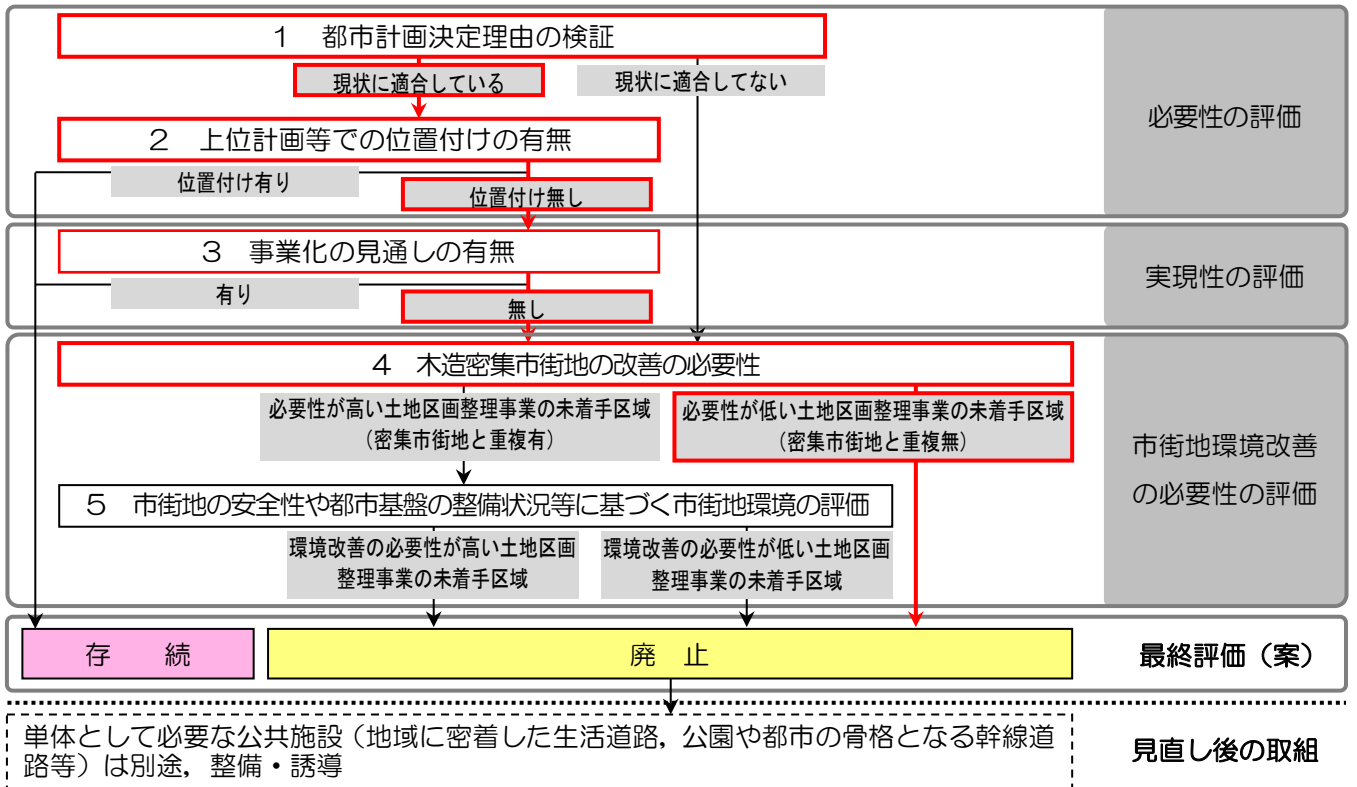 １　都市計画決定理由の検証
現状に適合している
現状に適合してない
２　上位計画等での位置付けの有無
位置付け有り
位置付け無し
必要性の評価
３　事業化の見通しの有無
有り
無し
実現性の評価
４　木造密集市街地の改善の必要性
必要性が高い土地区画整理事業の未着手区域
（密集市街地と重複有）
必要性が低い土地区画整理事業の未着手区域
（密集市街地と重複無）
５　市街地の安全性や都市基盤の整備状況等に基づく市街地環境の評価
環境改善の必要性が高い土地区画
整理事業の未着手区域
環境改善の必要性が低い土地区画
整理事業の未着手区域
市街地環境改善
の必要性の評価
存　続
廃　止
最終評価（案）
単体として必要な公共施設（地域に密着した生活道路，公園や都市の骨格となる幹線道
路等）は別途，整備・誘導
見直し後の取組